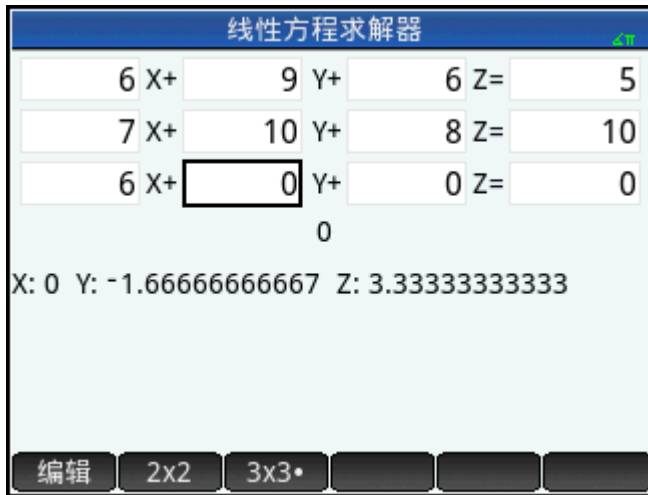 线性方程求解器
∡π
6 X+ 9 Y+ 6 Z= 5
7 X+ 10 Y+ 8 Z= 10
6 X+ 0 Y+ 0 Z= 0
0
X: 0 Y: -1.66666666667 Z: 3.33333333333
编辑 2x2 3x3•